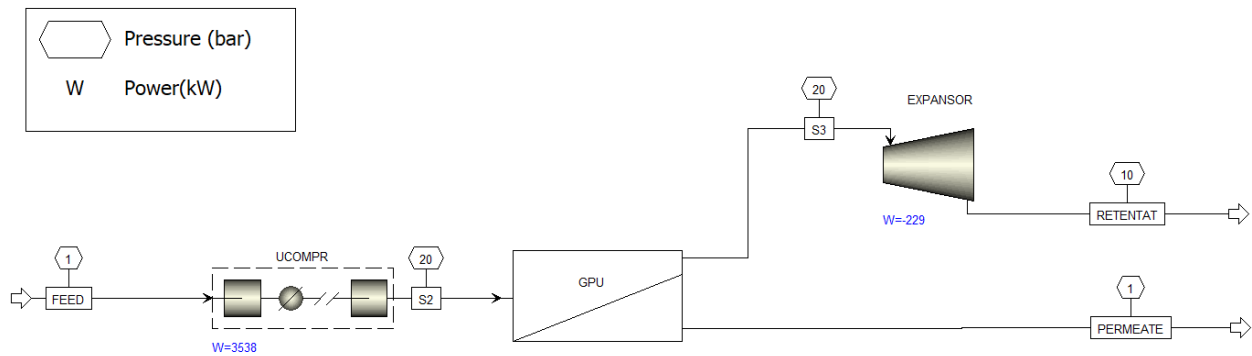 Pressure (bar)
W Power(kW)
20
EXPANSOR
S3
10
W=-229
RETENTAT
1
UCOMPR
20
GPU
FEED
S2
1
PERMEATE
W=3538